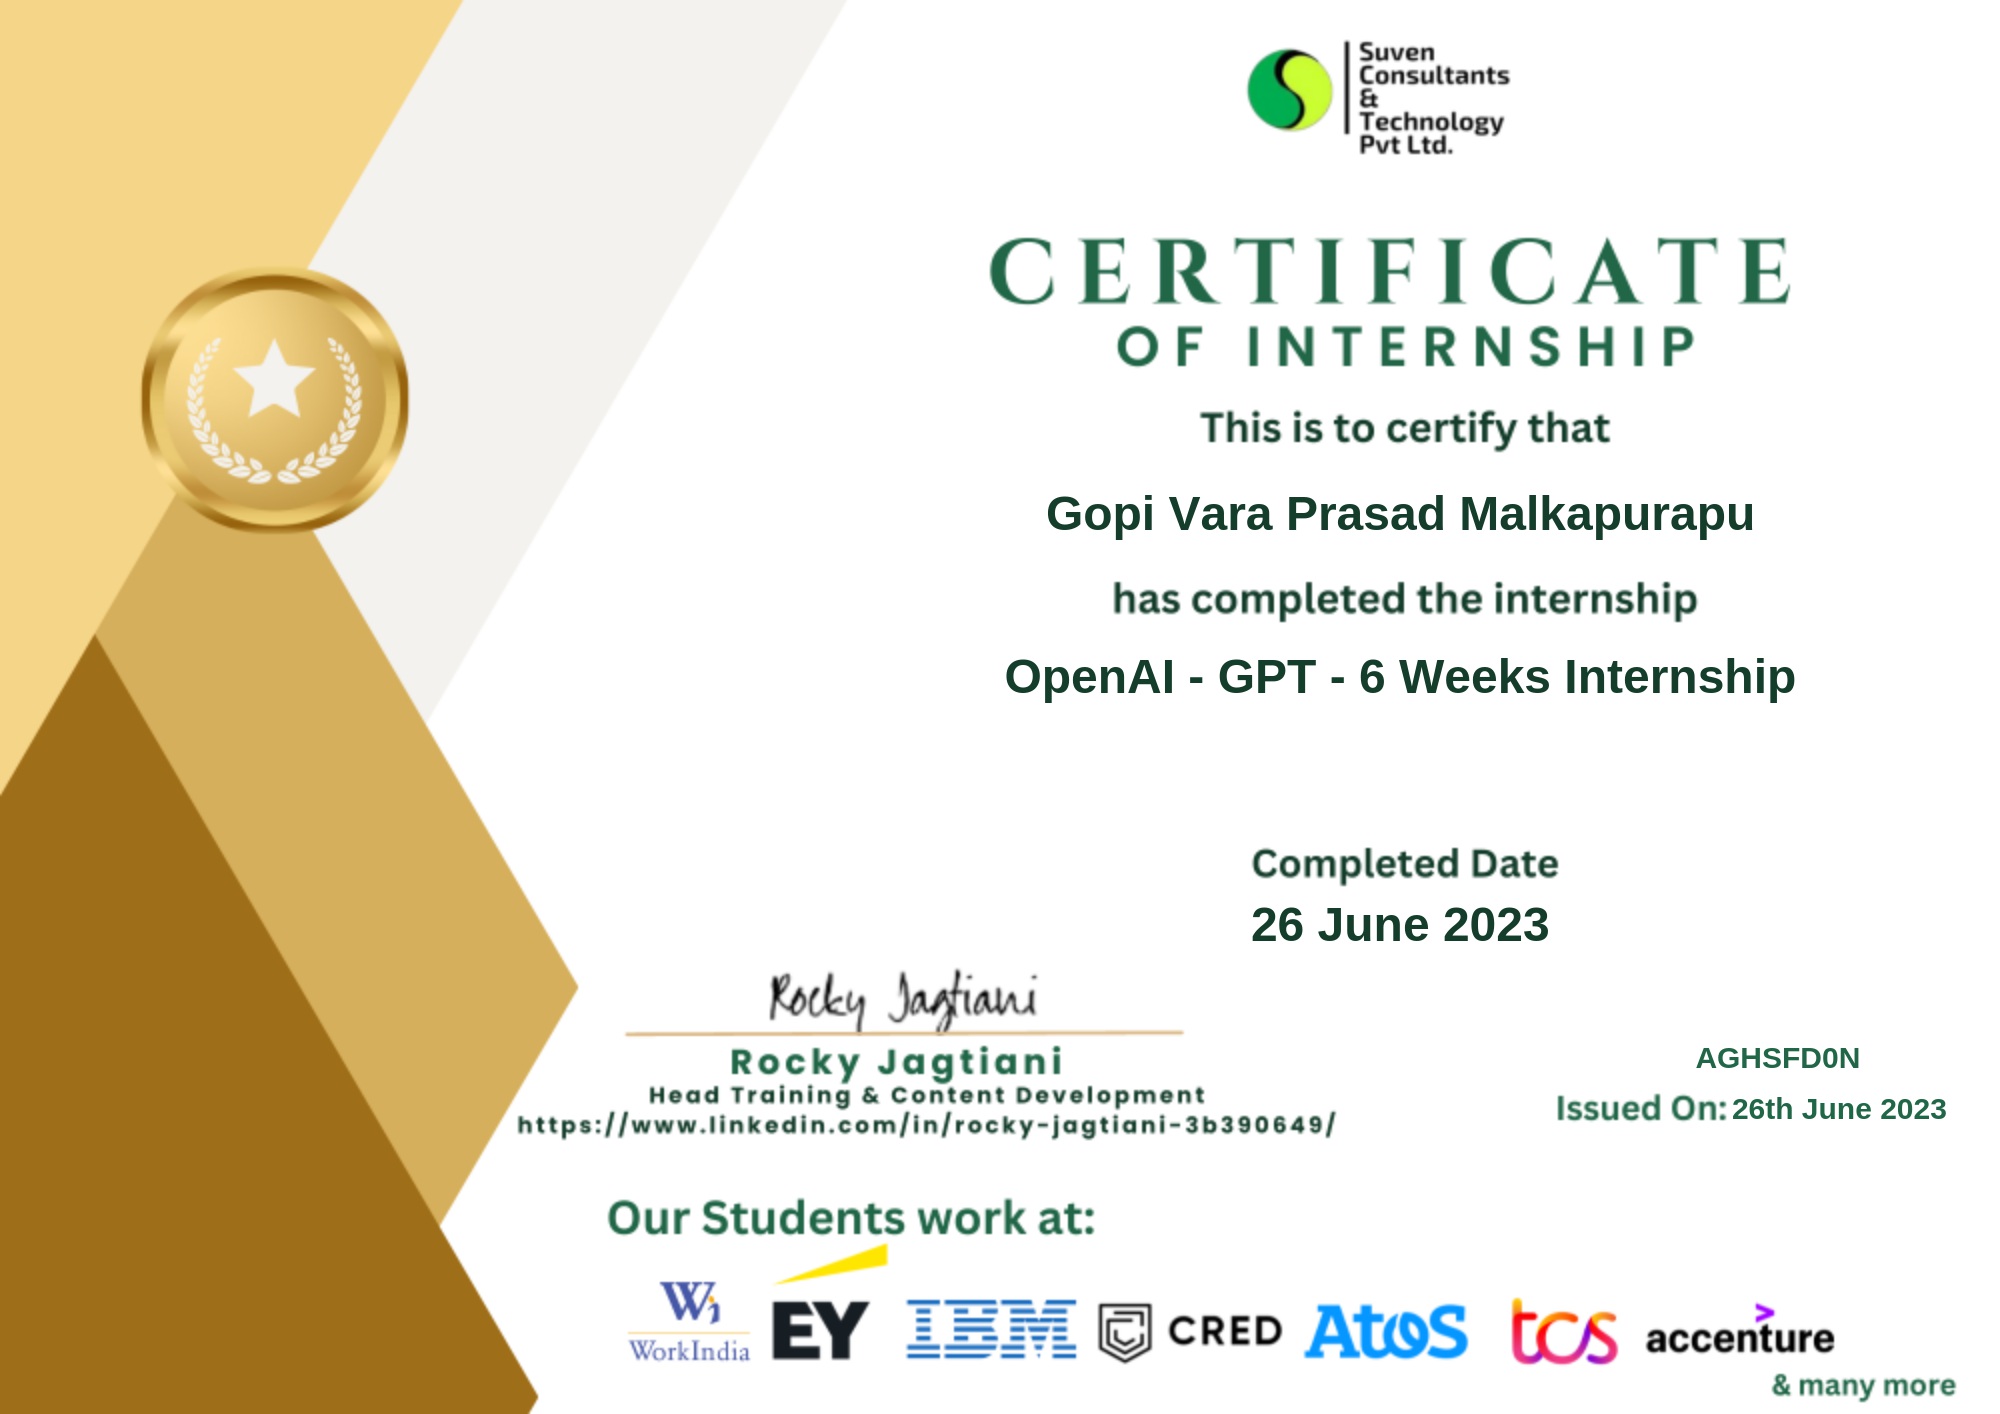 Suven
Consultants
&
Technology
Pvt Ltd.
CERTIFICATE
OF INTERNSHIP
This is to certify that
Gopi Vara Prasad Malkapurapu
has completed the internship
OpenAI - GPT - 6 Weeks Internship
Completed Date
26 June 2023
Rocky Jagtiani
Rocky Jagtiani
Head Training & Content Development
https://www.linkedin.com/in/rocky-jagtiani-3b390649/
AGHSFD0N
Issued On: 26th June 2023
Our Students work at:
Wi
WorkIndia
EY
IBM
CRED
Atos
tcs
accenture
& many more